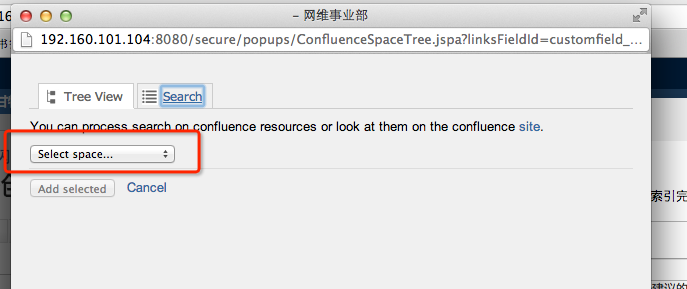 – 网维事业部
192.160.101.104:8080/secure/popups/ConfluenceSpaceTree.jspa?linksFieldId=customfield_...
Tree View
Search
You can process search on confluence resources or look at them on the confluence site.
Select space...
Add selected
Cancel
索引完
建议的